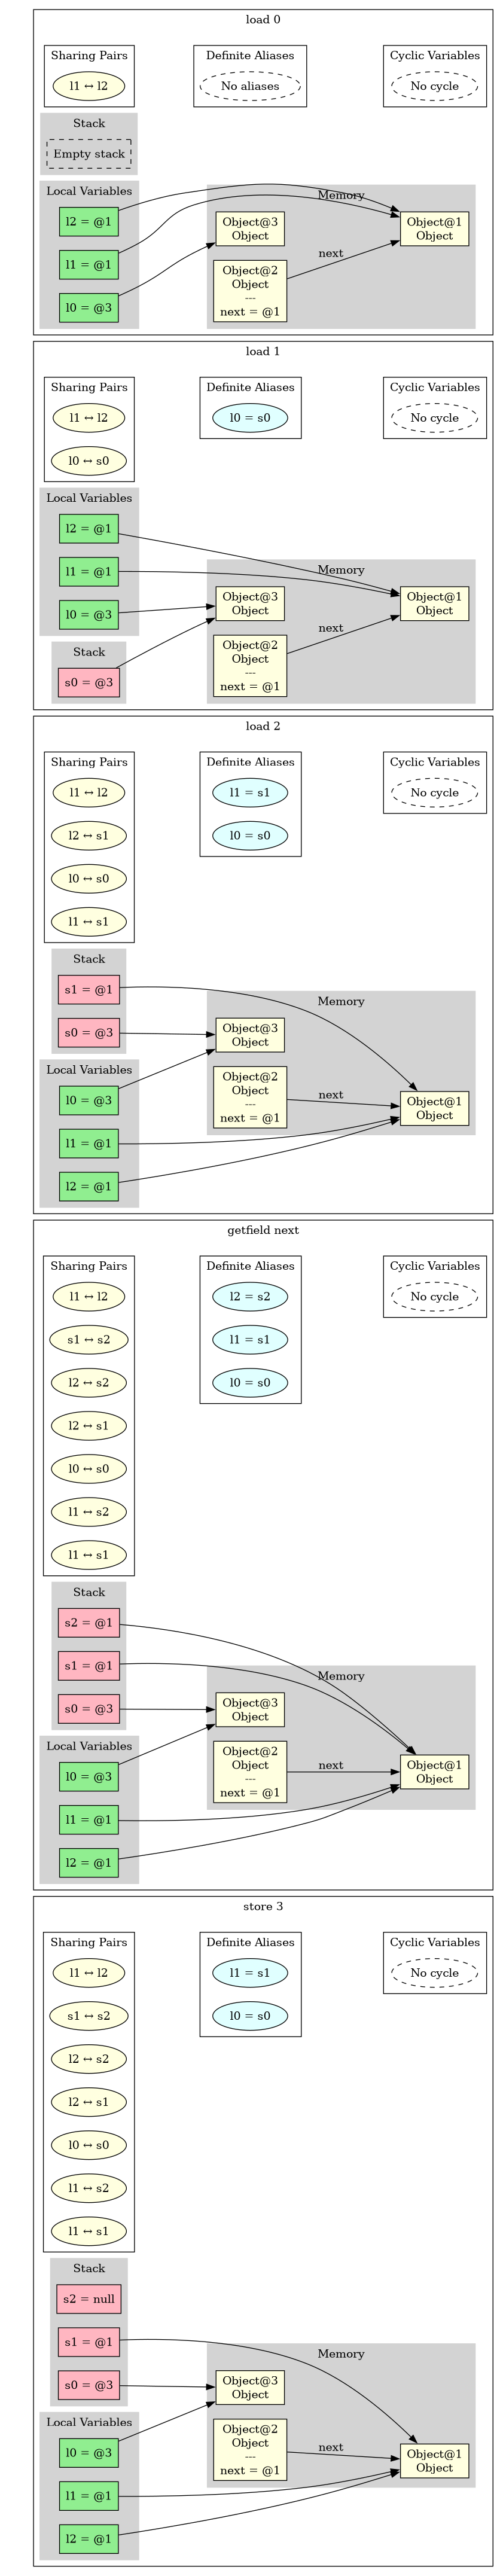 load 0
Sharing Pairs
l1 ↔ l2
Definite Aliases
No aliases
Cyclic Variables
No cycle
Stack
Empty stack
Local Variables
l2 = @1
l1 = @1
l0 = @3
Memory
Object@3
Object
Object@1
Object
Object@2
Object
---
next = @1
next
load 1
Sharing Pairs
l1 ↔ l2
l0 ↔ s0
Definite Aliases
l0 = s0
Cyclic Variables
No cycle
Local Variables
l2 = @1
l1 = @1
l0 = @3
Stack
s0 = @3
Memory
Object@3
Object
Object@1
Object
Object@2
Object
---
next = @1
next
load 2
Sharing Pairs
l1 ↔ l2
l2 ↔ s1
l0 ↔ s0
l1 ↔ s1
Definite Aliases
l1 = s1
l0 = s0
Cyclic Variables
No cycle
Stack
s1 = @1
s0 = @3
Local Variables
l0 = @3
l1 = @1
l2 = @1
Memory
Object@3
Object
Object@2
Object
---
next = @1
next
Object@1
Object
getfield next
Sharing Pairs
l1 ↔ l2
s1 ↔ s2
l2 ↔ s2
l2 ↔ s1
l0 ↔ s0
l1 ↔ s2
l1 ↔ s1
Definite Aliases
l2 = s2
l1 = s1
l0 = s0
Cyclic Variables
No cycle
Stack
s2 = @1
s1 = @1
s0 = @3
Local Variables
l0 = @3
l1 = @1
l2 = @1
Memory
Object@3
Object
Object@2
Object
---
next = @1
next
Object@1
Object
store 3
Sharing Pairs
l1 ↔ l2
s1 ↔ s2
l2 ↔ s2
l2 ↔ s1
l0 ↔ s0
l1 ↔ s2
l1 ↔ s1
Definite Aliases
l1 = s1
l0 = s0
Cyclic Variables
No cycle
Stack
s2 = null
s1 = @1
s0 = @3
Local Variables
l0 = @3
l1 = @1
l2 = @1
Memory
Object@3
Object
Object@2
Object
---
next = @1
next
Object@1
Object